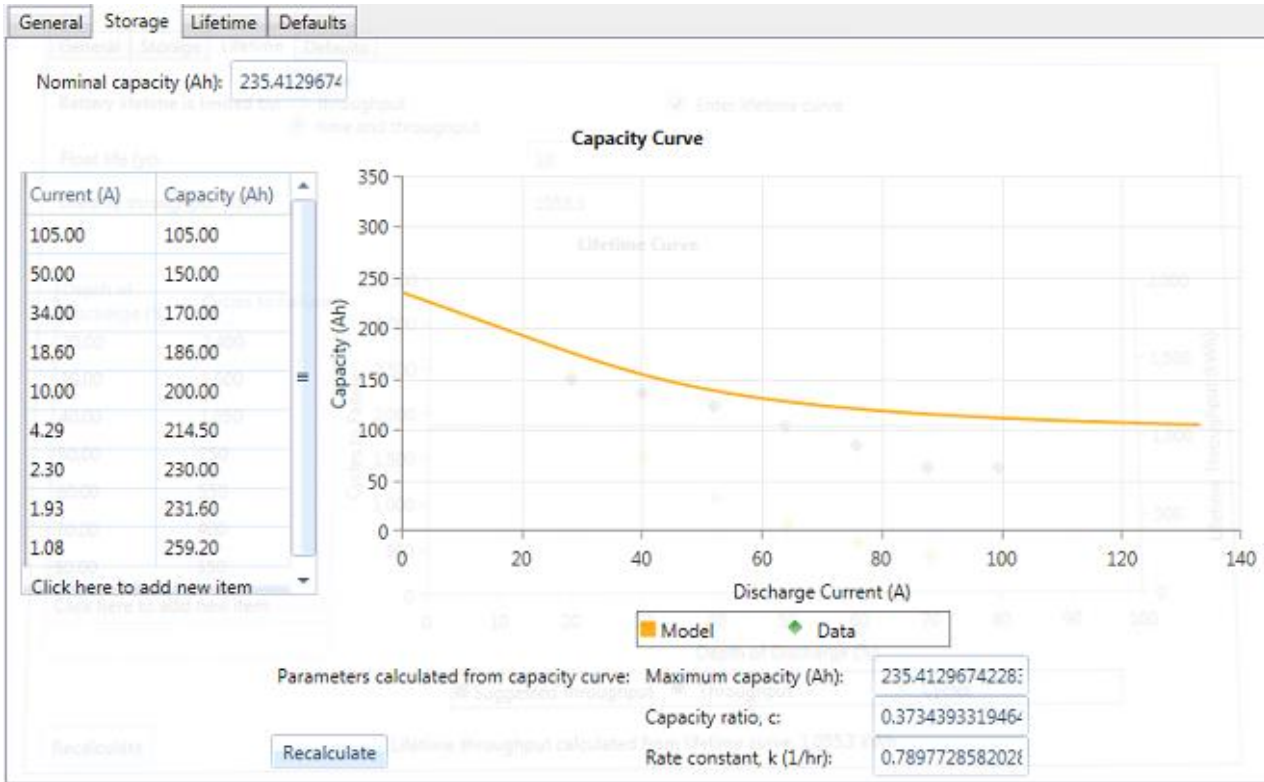 General Storage Lifetime Defaults
Nominal capacity (Ah): 235.4129674
Capacity Curve
Current (A) Capacity (Ah)
105.00 105.00
50.00 150.00
34.00 170.00
18.60 186.00
10.00 200.00
4.29 214.50
2.30 230.00
1.93 231.60
1.08 259.20
Click here to add new item
Capacity (Ah)
350
300
250
200
150
100
50
0
0 20 40 60 80 100 120 140
Discharge Current (A)
Model Data
Parameters calculated from capacity curve: Maximum capacity (Ah): 235.4129674228
Capacity ratio, c: 0.373439331946
Rate constant, k (1/hr): 0.789772858202
Recalculate